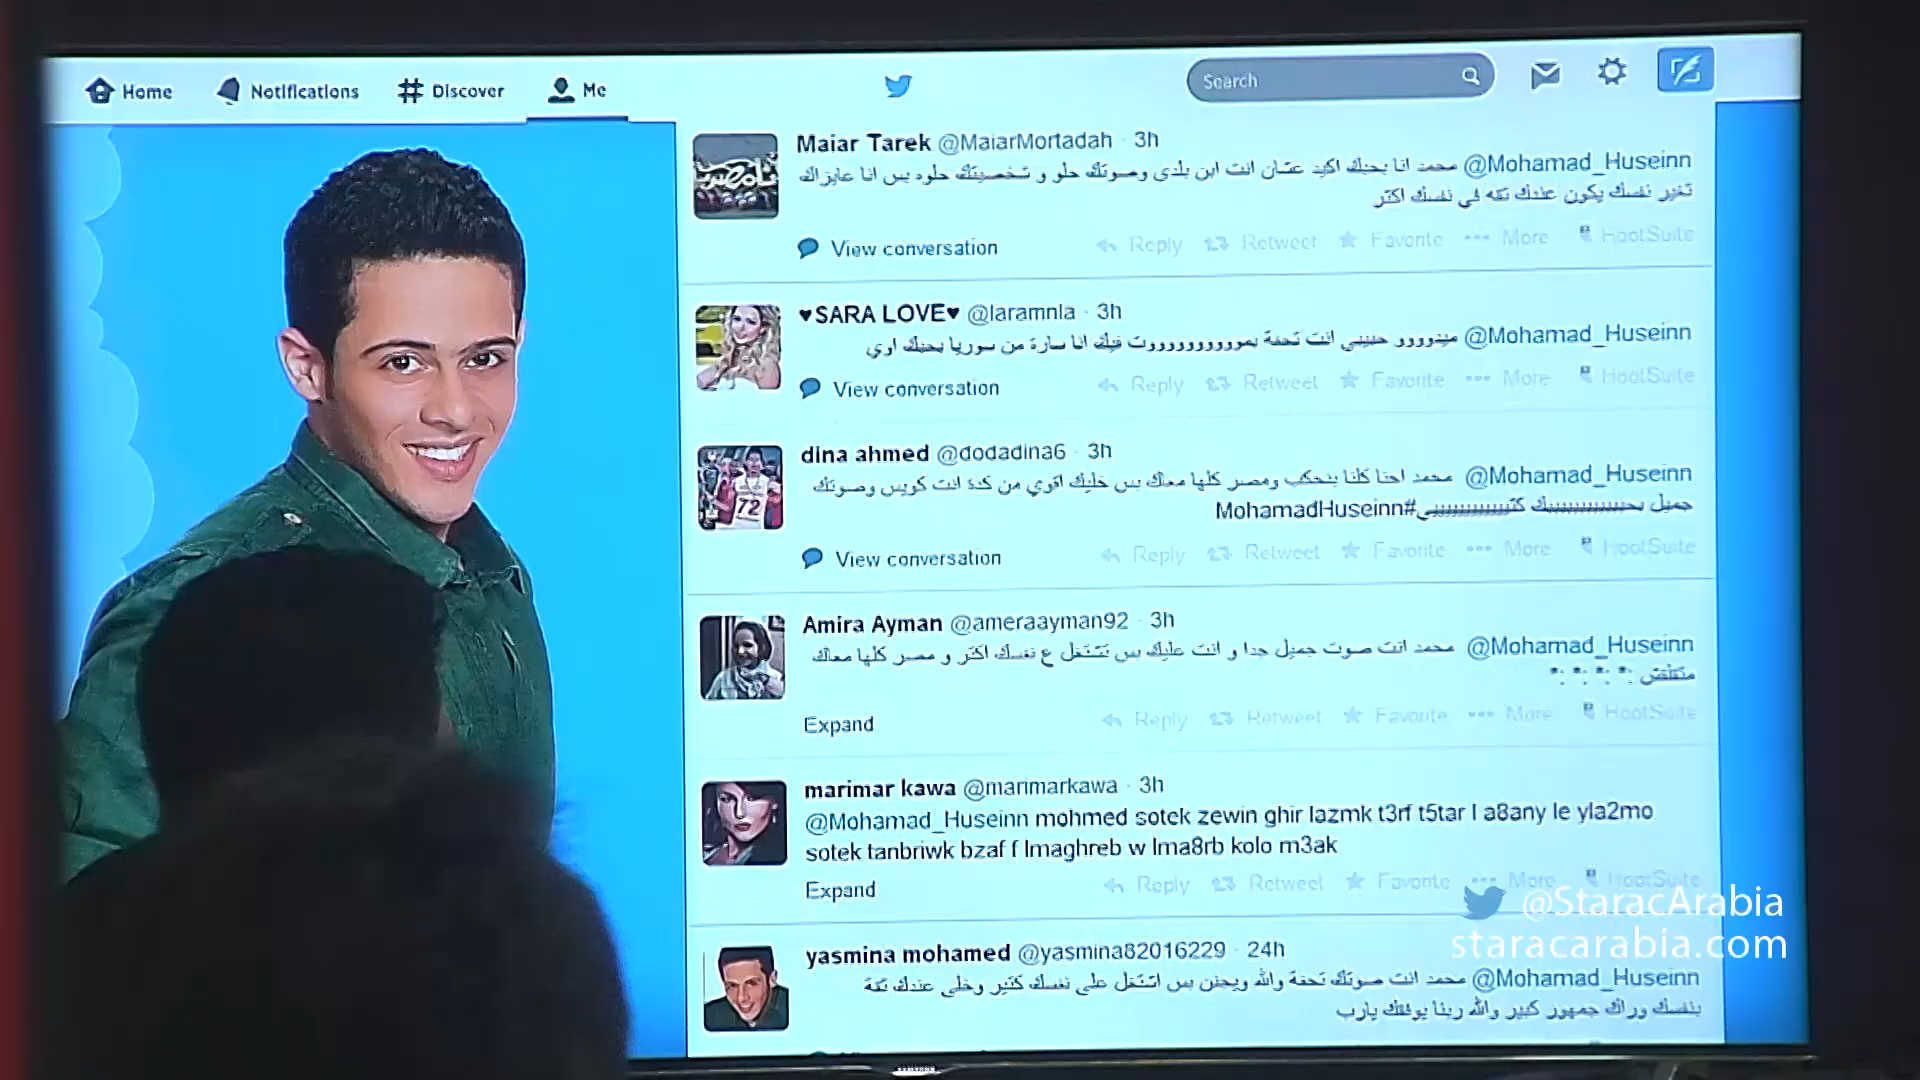 Home Notifications Discover Me Search
Maiar Tarek @MaiarMortadah · 3h
@Mohamad_Huseinn محمد انا بحبك اكيد عشان انت ابن بلدى وصوتك حلو و شخصيتك حلوه بس انا عايزاك
تغير نفسك يكون عندك ثقه في نفسك اكتر
View conversation Reply Retweet Favorite More HootSuite
♥SARA LOVE♥ @laramnla · 3h
@Mohamad_Huseinn ميدوووو حبيبي انت تحفة بموووووووووت فيك انا سارة من سوريا بحبك اوي
View conversation Reply Retweet Favorite More HootSuite
dina ahmed @dodadina6 · 3h
@Mohamad_Huseinn محمد احنا كلنا بنحكب ومصر كلها معاك بس خليك اقوي من كدة انت كويس وصوتك
جميل #MohamadHuseinn
View conversation Reply Retweet Favorite More HootSuite
Amira Ayman @ameraayman92 · 3h
@Mohamad_Huseinn محمد انت صوت جميل جدا و انت عليك بس تشتغل ع نفسك اكتر و مصر كلها معاك
متقلقش :* :* :* :*
Expand Reply Retweet Favorite More HootSuite
marimar kawa @marimarkawa · 3h
@Mohamad_Huseinn mohmed sotek zewin ghir lazmk t3rf t5tar l a8any le yla2mo
sotek tanbriwk bzaf f lmaghreb w lma8rb kolo m3ak
Expand Reply Retweet Favorite More HootSuite
@StaracArabia
staracarabia.com
yasmina mohamed @yasmina82016229 · 24h
@Mohamad_Huseinn محمد انت صوتك تحفة والله ويجنن بس اشتغل على نفسك كتير وخلى عندك ثقة
بنفسك وراك جمهور كبير والله ربنا يوفقك يارب